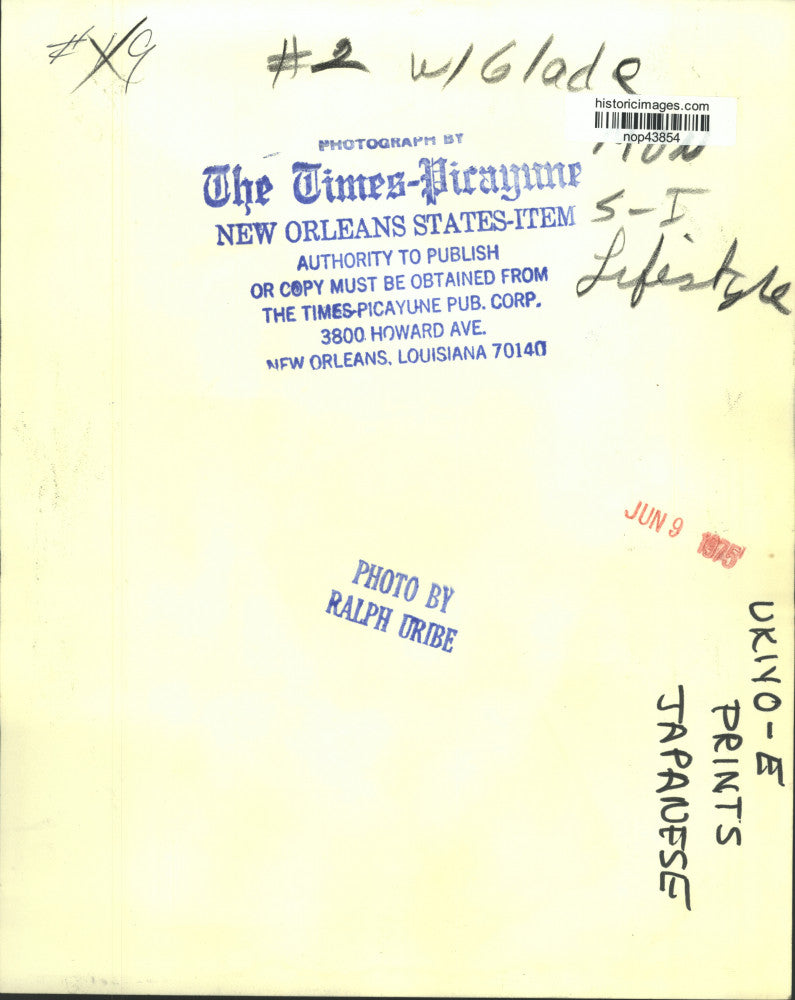 #2 w/Glade
historicimages.com
nop43854
Mon
S-I
Lifestyle
PHOTOGRAPH BY
The Times-Picayune
NEW ORLEANS STATES-ITEM
AUTHORITY TO PUBLISH
OR COPY MUST BE OBTAINED FROM
THE TIMES-PICAYUNE PUB. CORP.
3800 HOWARD AVE.
NEW ORLEANS, LOUISIANA 70140
JUN 9 1975
PHOTO BY
RALPH URIBE
UKIYO-E
PRINTS
JAPANESE